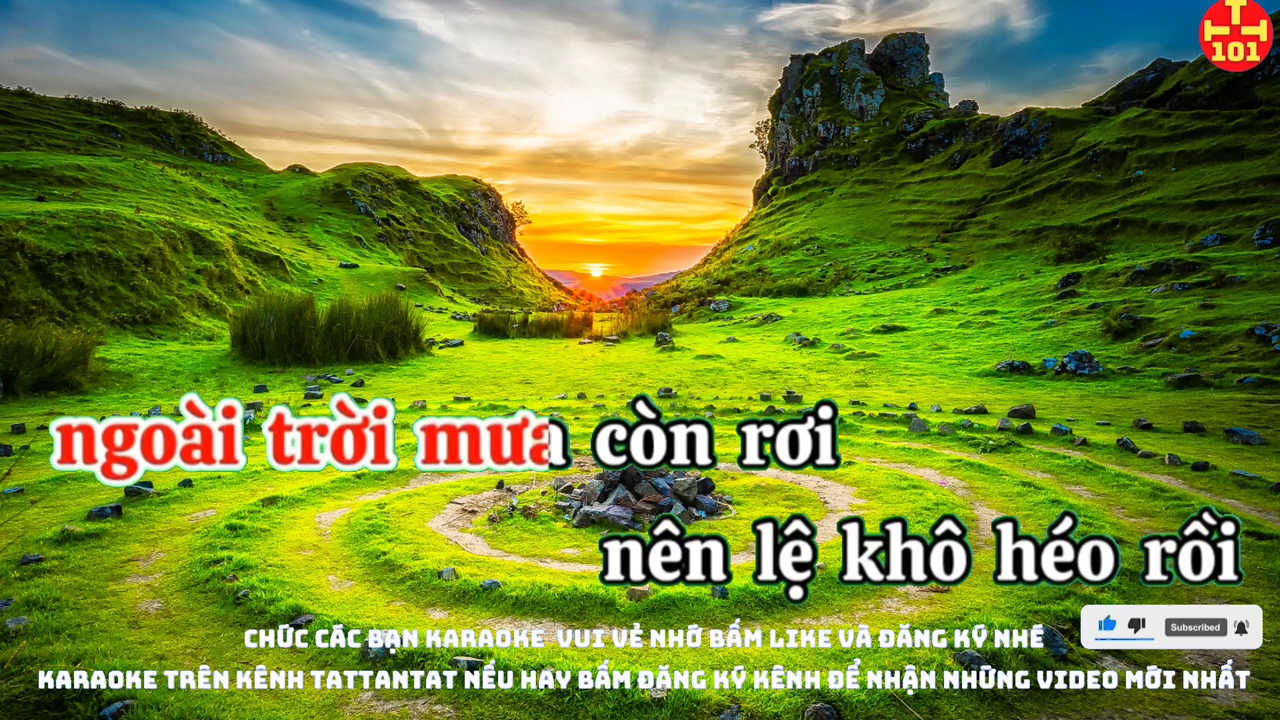 101
ngoài trời mưa còn rơi
nên lệ khô héo rồi
Subscribed
CHÚC CÁC BẠN KARAOKE VUI VẺ NHỚ BẤM LIKE VÀ ĐĂNG KÝ NHÉ
KARAOKE TRÊN KÊNH TATTANTAT NẾU HAY BẤM ĐĂNG KÝ KÊNH ĐỂ NHẬN NHỮNG VIDEO MỚI NHẤT